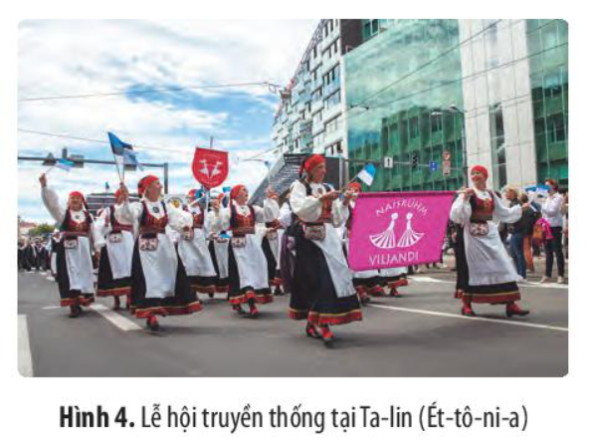 NAISRÜHM
VILJANDI
Hình 4. Lễ hội truyền thống tại Ta-lin (Ét-tô-ni-a)